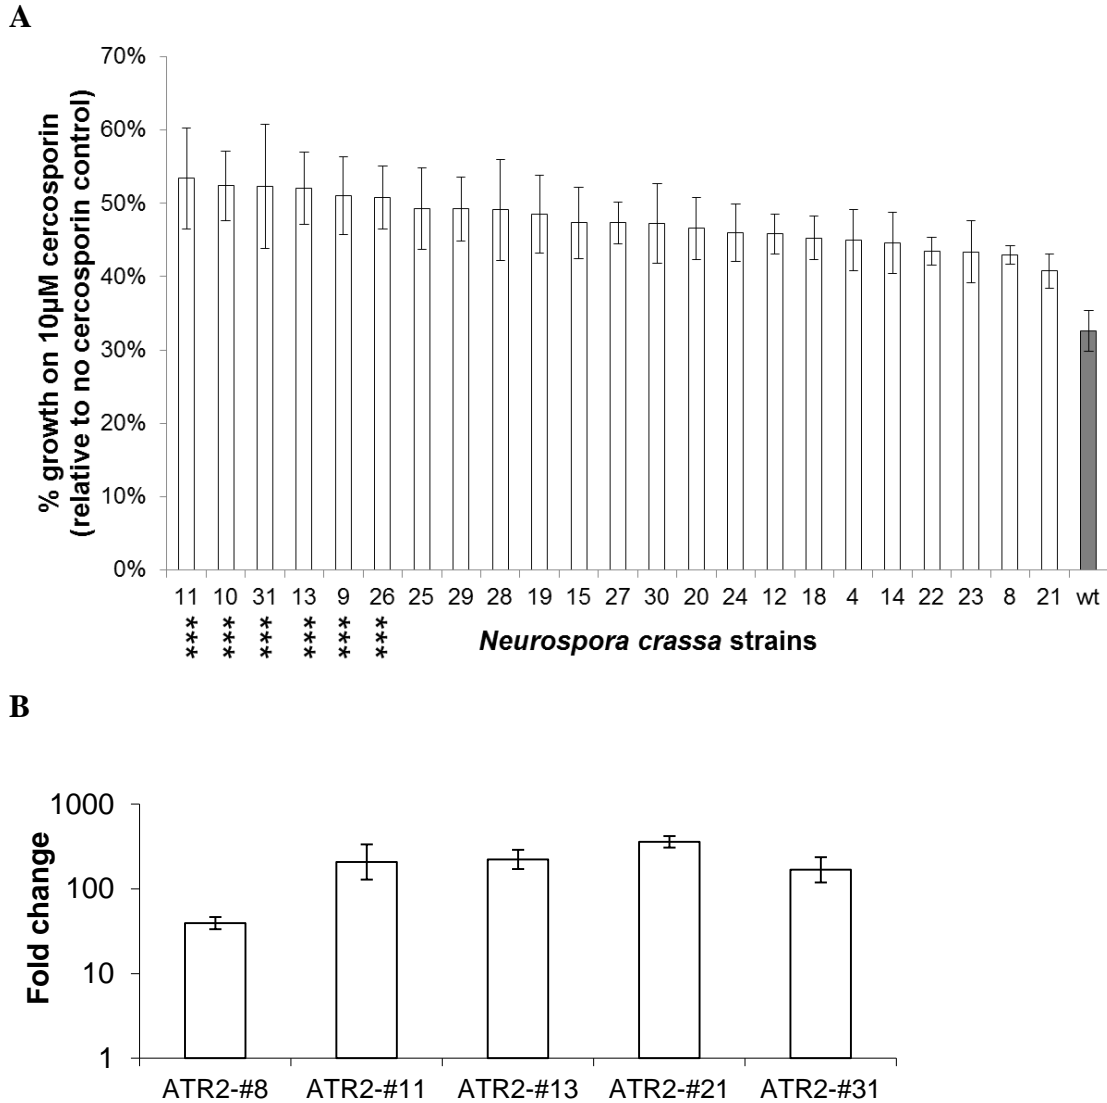 A
70%
60%
50%
40%
30%
20%
10%
0%
% growth on 10µM cercosporin
(relative to no cercosporin control)
11 10 31 13 9 26 25 29 28 19 15 27 30 20 24 12 18 4 14 22 23 8 21 wt
*** *** *** *** *** ***
Neurospora crassa strains
B
1000
100
10
1
Fold change
ATR2-#8 ATR2-#11 ATR2-#13 ATR2-#21 ATR2-#31